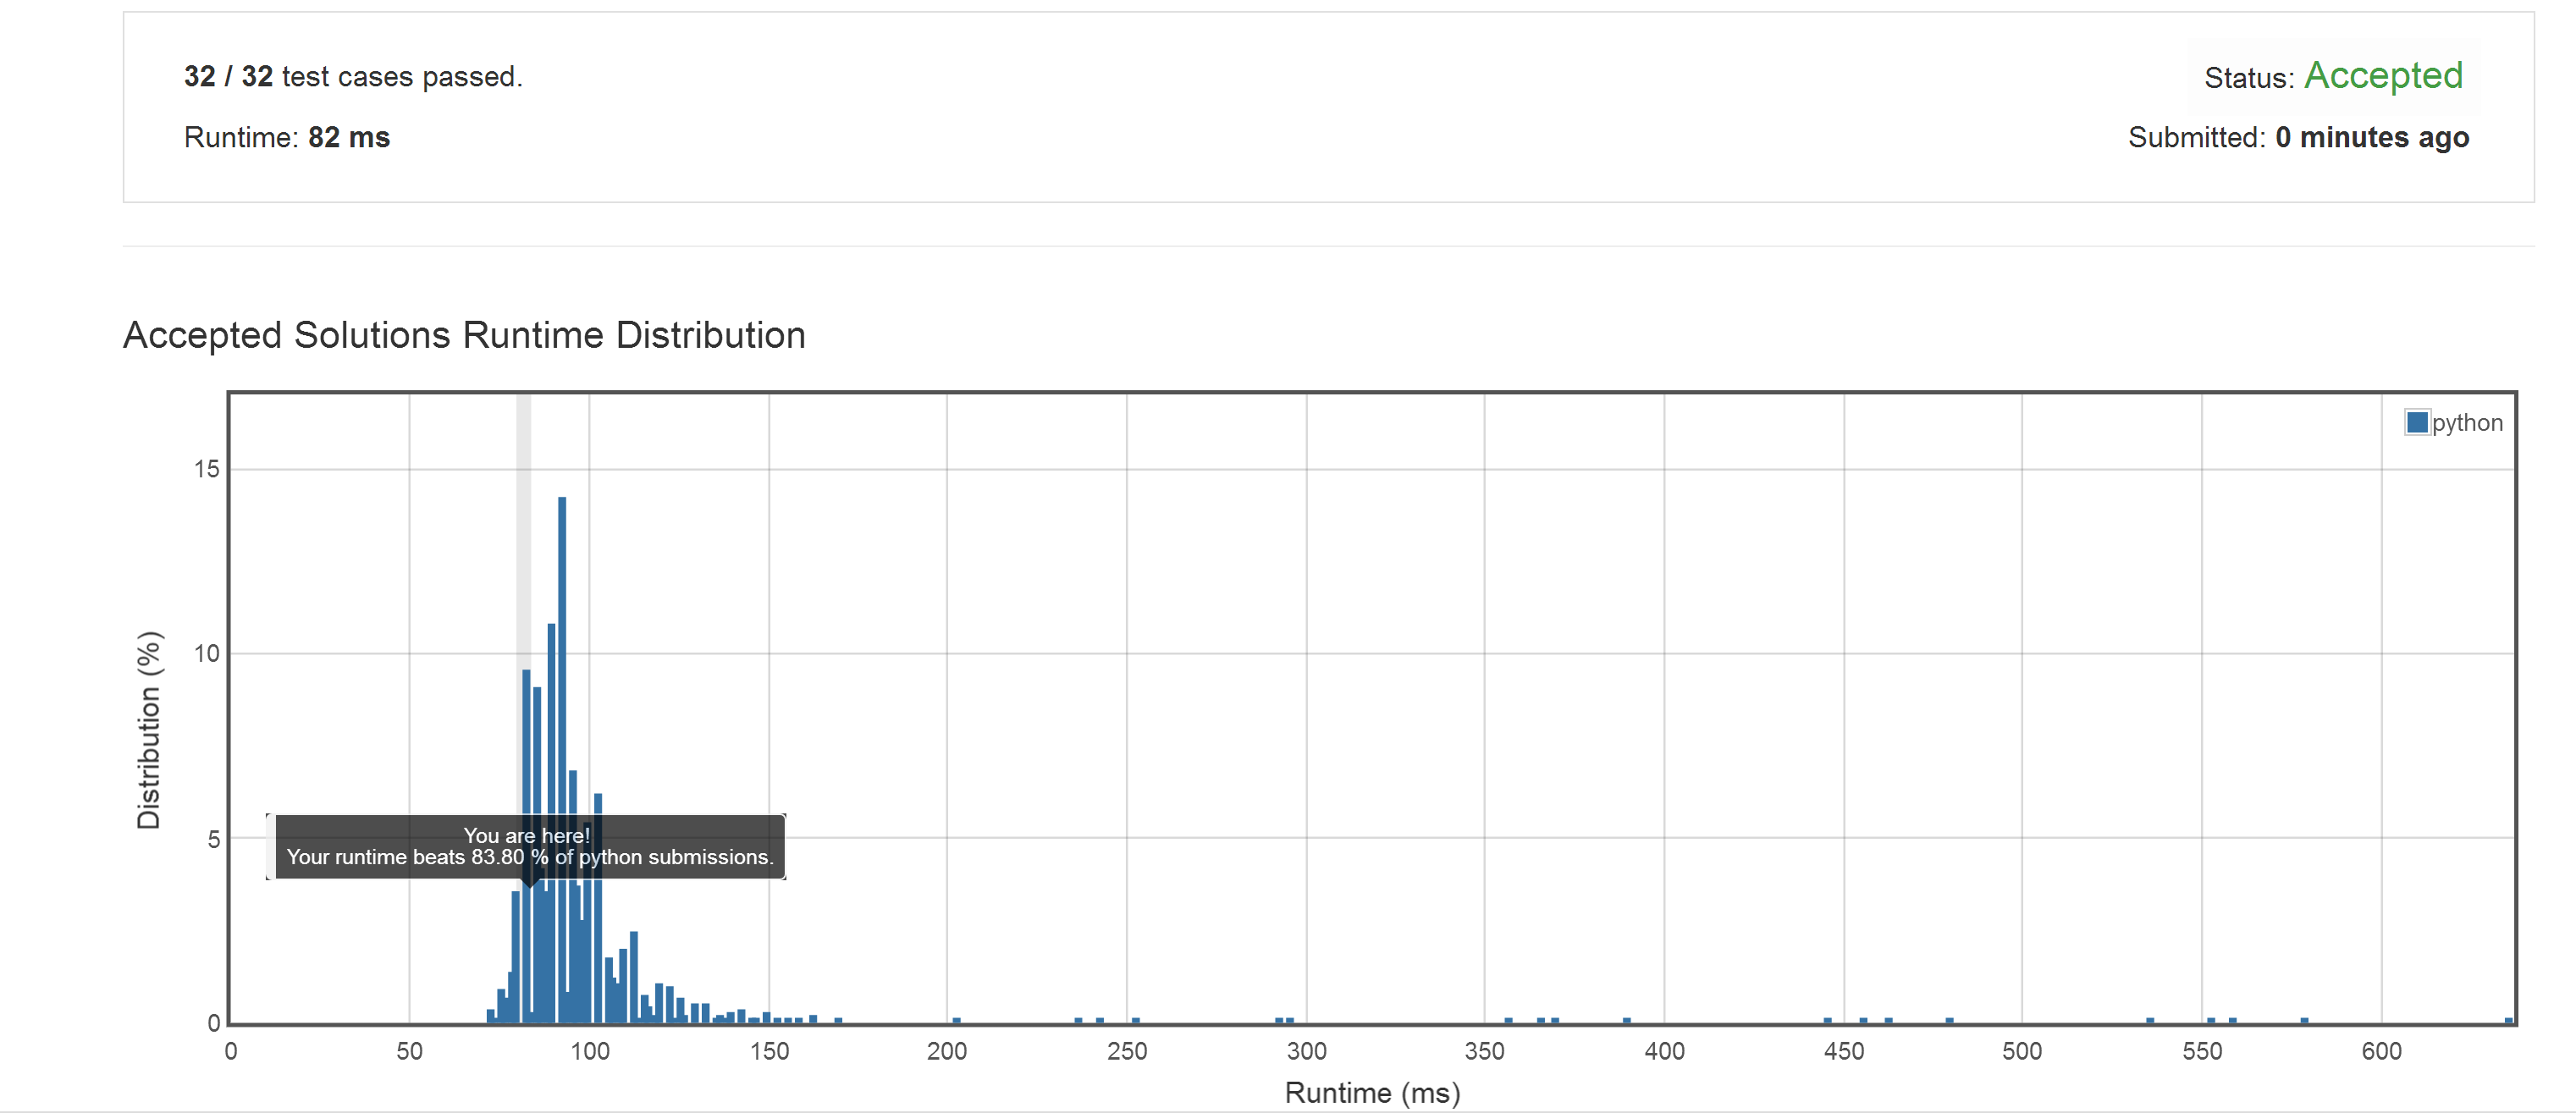 32 / 32 test cases passed.
Status: Accepted
Runtime: 82 ms
Submitted: 0 minutes ago
Accepted Solutions Runtime Distribution
python
15
10
5
0
Distribution (%)
You are here!
Your runtime beats 83.80 % of python submissions.
0 50 100 150 200 250 300 350 400 450 500 550 600
Runtime (ms)